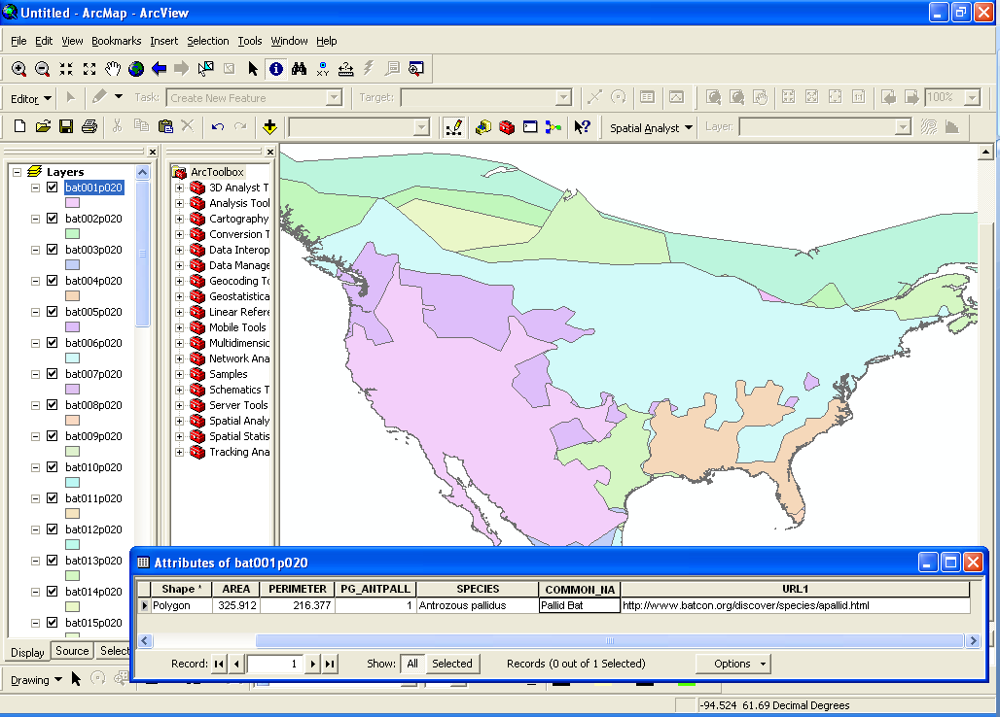 Untitled - ArcMap - ArcView
File Edit View Bookmarks Insert Selection Tools Window Help
Editor Task: Create New Feature Target: 100%
Spatial Analyst Layer:
Layers
bat001p020
bat002p020
bat003p020
bat004p020
bat005p020
bat006p020
bat007p020
bat008p020
bat009p020
bat010p020
bat011p020
bat012p020
bat013p020
bat014p020
bat015p020
Display Source Select
ArcToolbox
3D Analyst T
Analysis Tool
Cartography
Conversion T
Data Interop
Data Manage
Geocoding To
Geostatistica
Linear Refere
Mobile Tools
Multidimensic
Network Ana
Samples
Schematics T
Server Tools
Spatial Analy
Spatial Statis
Tracking Ana
Attributes of bat001p020
Shape * AREA PERIMETER PG_ANTPALL SPECIES COMMON_NA URL1
Polygon 325.912 216.377 1 Antrozous pallidus Pallid Bat http://www.batcon.org/discover/species/apallid.html
Record: 1 Show: All Selected Records (0 out of 1 Selected) Options
Drawing
-94.524 61.69 Decimal Degrees